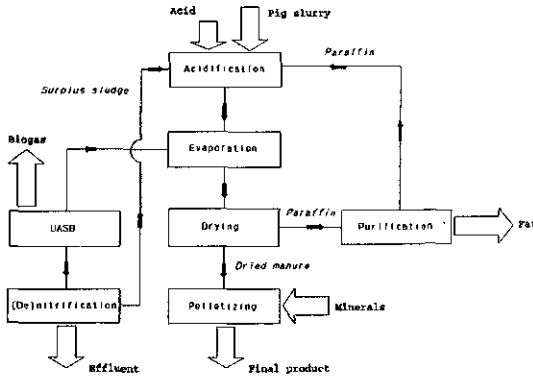 Acid
Pig slurry
Paraffin
Acidification
Surplus sludge
Biogas
Evaporation
UASB
Drying
Paraffin
Purification
Fat
Dried manure
(De)nitrification
Pelletizing
Minerals
Effluent
Final product